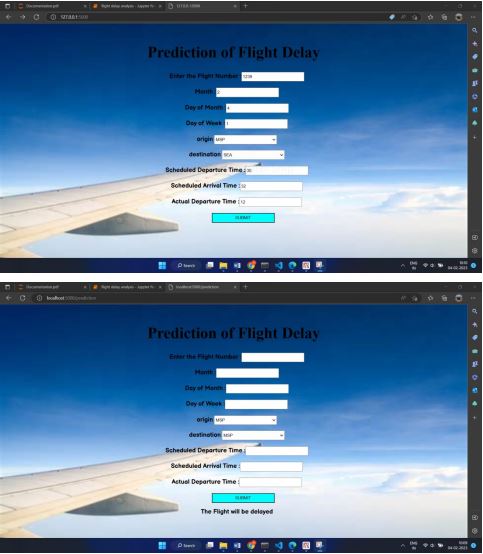 Documentation.pdf
flight delay analysis - Jupyter N
127.0.0.1:5000
127.0.0.1:5000
Prediction of Flight Delay
Enter the Flight Number 1239
Month 2
Day of Month 4
Day of Week 1
origin MSP
destination SEA
Scheduled Departure Time :
Scheduled Arrival Time :
Actual Departure Time : 12
SUBMIT
Search
ENG
IN
04-02-2023
Documentation.pdf
flight delay analysis - Jupyter N
localhost:5000/prediction
localhost:5000/prediction
Prediction of Flight Delay
Enter the Flight Number
Month
Day of Month
Day of Week
origin MSP
destination MSP
Scheduled Departure Time :
Scheduled Arrival Time :
Actual Departure Time :
SUBMIT
The Flight will be delayed
Search
ENG
IN
04-02-2023